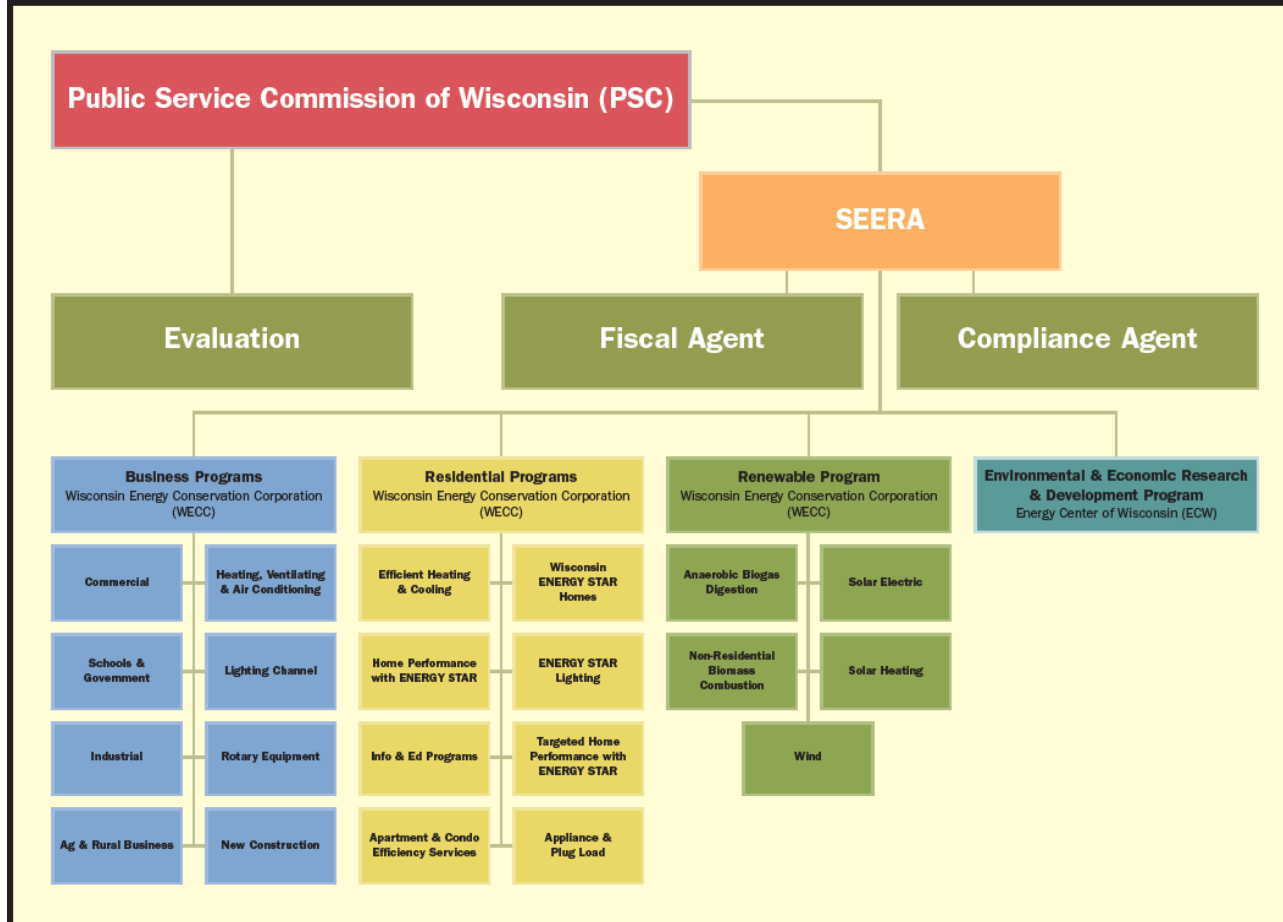 Public Service Commission of Wisconsin (PSC)
SEERA
Evaluation
Fiscal Agent
Compliance Agent
Business Programs
Wisconsin Energy Conservation Corporation
(WECC)
Residential Programs
Wisconsin Energy Conservation Corporation
(WECC)
Renewable Program
Wisconsin Energy Conservation Corporation
(WECC)
Environmental & Economic Research
& Development Program
Energy Center of Wisconsin (ECW)
Commercial
Heating, Ventilating
& Air Conditioning
Schools &
Government
Lighting Channel
Industrial
Rotary Equipment
Ag & Rural Business
New Construction
Efficient Heating
& Cooling
Wisconsin
ENERGY STAR
Homes
Home Performance
with ENERGY STAR
ENERGY STAR
Lighting
Info & Ed Programs
Targeted Home
Performance with
ENERGY STAR
Apartment & Condo
Efficiency Services
Appliance &
Plug Load
Anaerobic Biogas
Digestion
Solar Electric
Non-Residential
Biomass
Combustion
Solar Heating
Wind